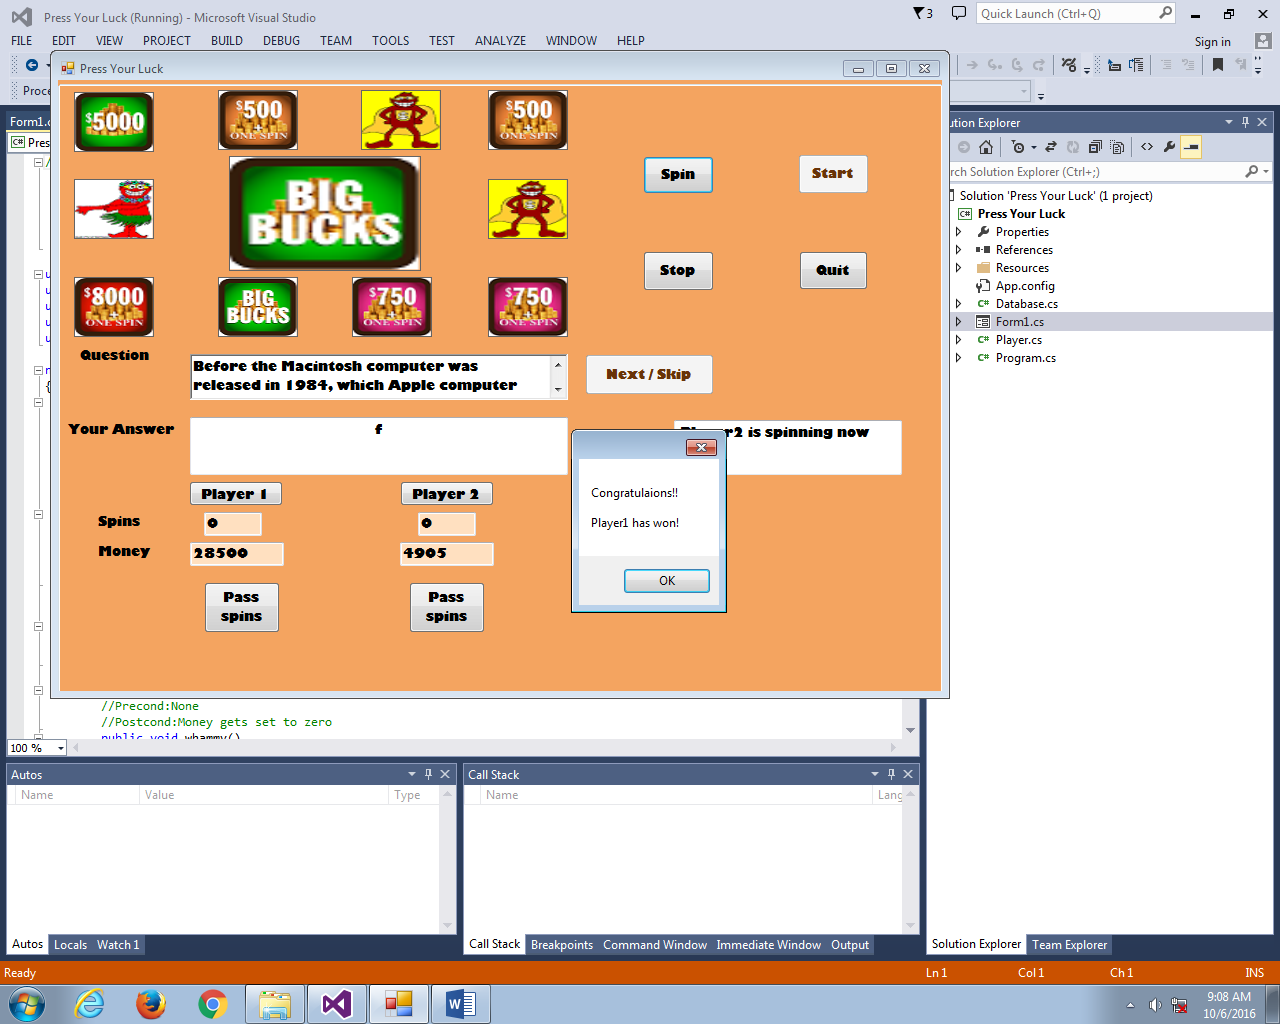 Press Your Luck (Running) - Microsoft Visual Studio
3
Quick Launch (Ctrl+Q)
FILE EDIT VIEW PROJECT BUILD DEBUG TEAM TOOLS TEST ANALYZE WINDOW HELP
Sign in
Press Your Luck
Form1.
C# Pres
$5000
$500 + ONE SPIN
$500 + ONE SPIN
BIG BUCKS
$8000 + ONE SPIN
BIG BUCKS
$750 + ONE SPIN
$750 + ONE SPIN
Spin
Start
Stop
Quit
Question
Before the Macintosh computer was
released in 1984, which Apple computer
Next / Skip
Your Answer
f
2 is spinning now
Player 1
Player 2
Spins
0
0
Money
28500
4905
Pass
spins
Pass
spins
Congratulaions!!
Player1 has won!
OK
//Precond:None
//Postcond:Money gets set to zero
public void whammy()
100 %
Solution Explorer
Search Solution Explorer (Ctrl+;)
Solution 'Press Your Luck' (1 project)
C# Press Your Luck
Properties
References
Resources
App.config
C# Database.cs
Form1.cs
C# Player.cs
C# Program.cs
Autos
Name Value Type
Autos Locals Watch 1
Call Stack
Name Lang
Call Stack Breakpoints Command Window Immediate Window Output
Solution Explorer Team Explorer
Ready
Ln 1 Col 1 Ch 1 INS
9:08 AM
10/6/2016